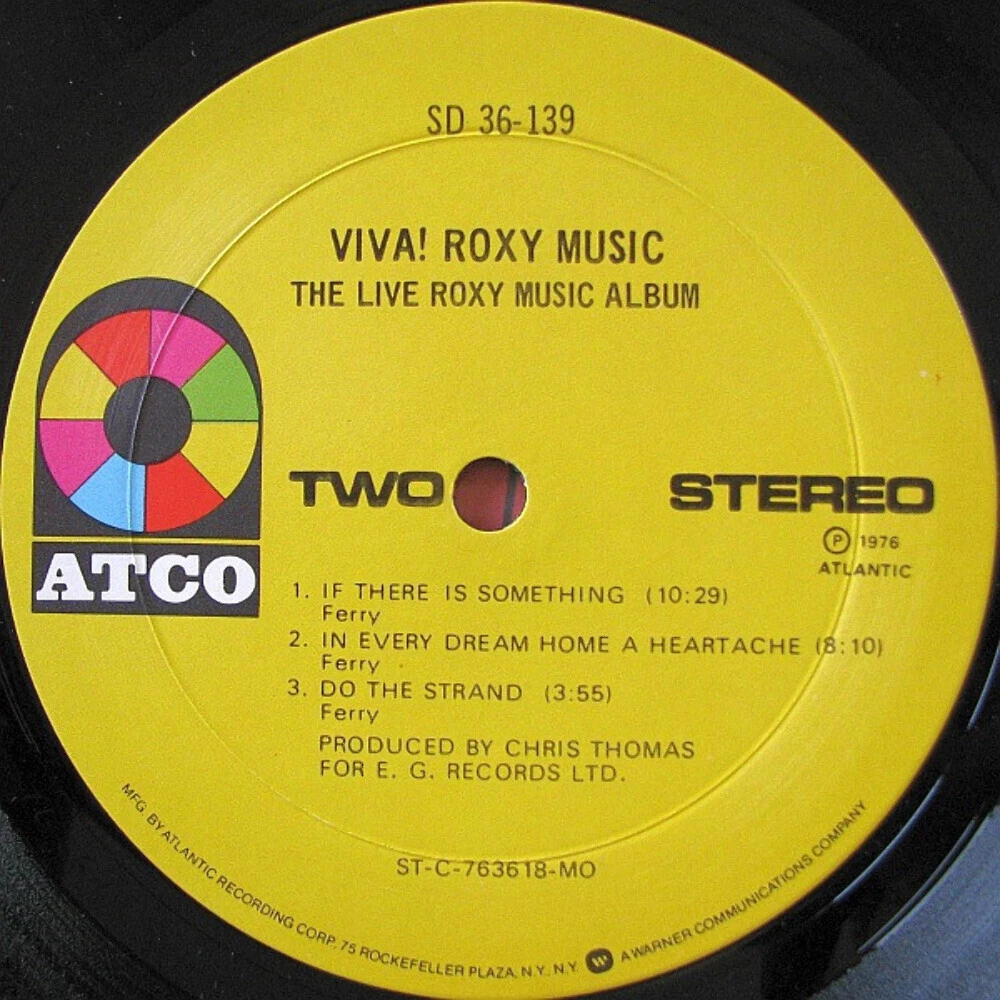 SD 36-139
VIVA! ROXY MUSIC
THE LIVE ROXY MUSIC ALBUM
ATCO
TWO
STEREO
Ⓟ 1976
ATLANTIC
1. IF THERE IS SOMETHING (10:29)
Ferry
2. IN EVERY DREAM HOME A HEARTACHE (8:10)
Ferry
3. DO THE STRAND (3:55)
Ferry
PRODUCED BY CHRIS THOMAS
FOR E. G. RECORDS LTD.
ST-C-763618-MO
MFG. BY ATLANTIC RECORDING CORP. 75 ROCKEFELLER PLAZA, N.Y., N.Y. A WARNER COMMUNICATIONS COMPANY